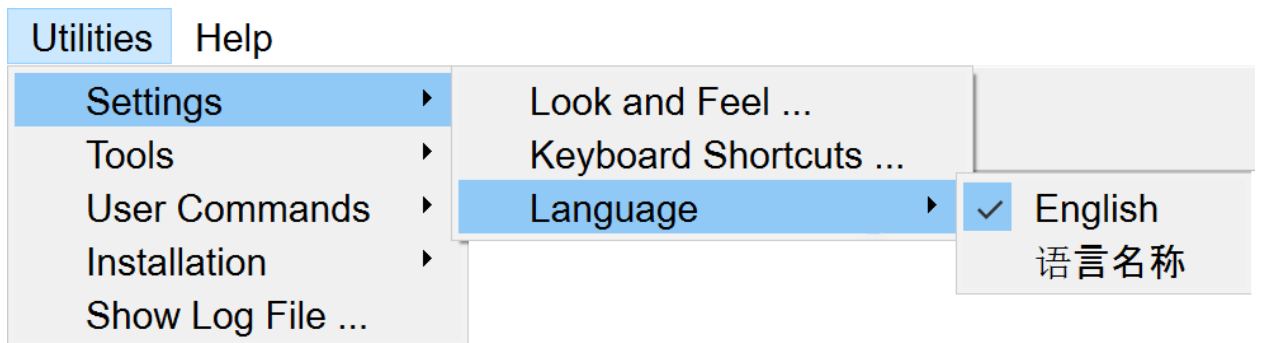 Utilities Help
Settings
Tools
User Commands
Installation
Show Log File ...
Look and Feel ...
Keyboard Shortcuts ...
Language
English
语言名称